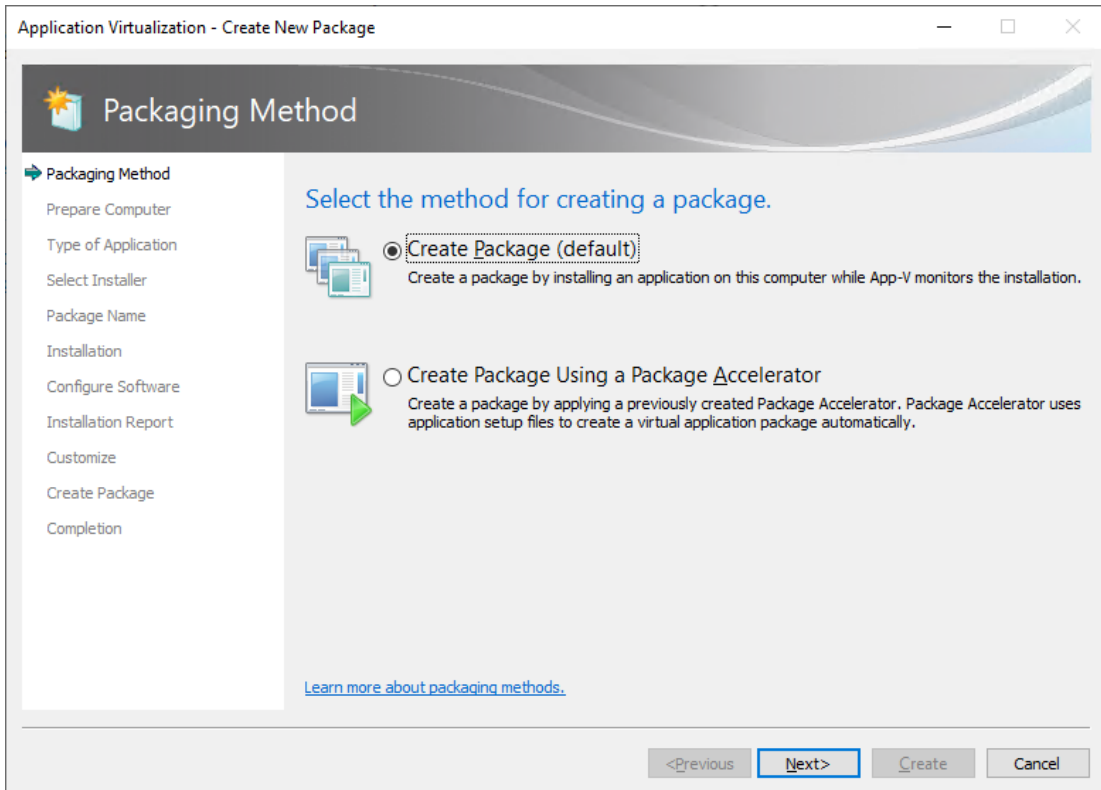 Application Virtualization - Create New Package
Packaging Method
Packaging Method
Prepare Computer
Type of Application
Select Installer
Package Name
Installation
Configure Software
Installation Report
Customize
Create Package
Completion
Select the method for creating a package.
Create Package (default)
Create a package by installing an application on this computer while App-V monitors the installation.
Create Package Using a Package Accelerator
Create a package by applying a previously created Package Accelerator. Package Accelerator uses
application setup files to create a virtual application package automatically.
Learn more about packaging methods.
<Previous
Next>
Create
Cancel